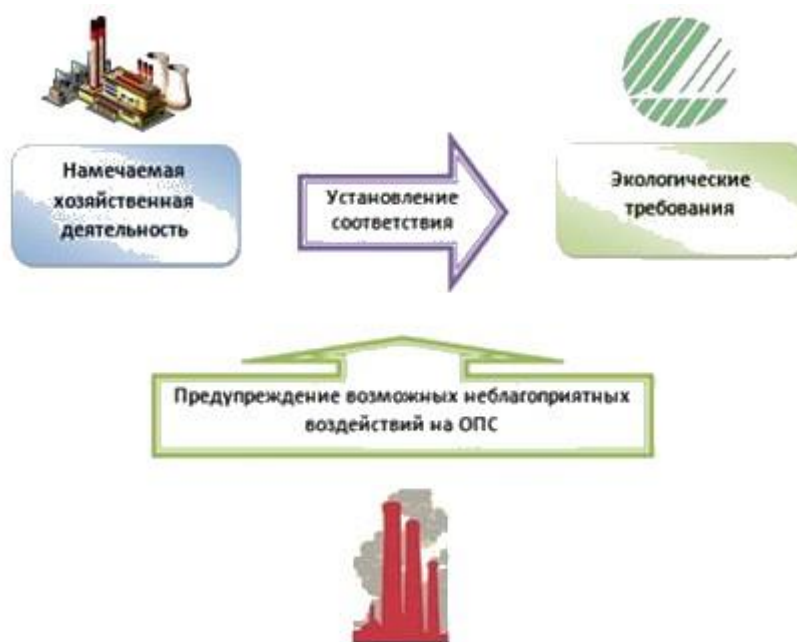 Намечаемая
хозяйственная
деятельность
Установление
соответствия
Экологические
требования
Предупреждение возможных неблагоприятных
воздействий на ОПС